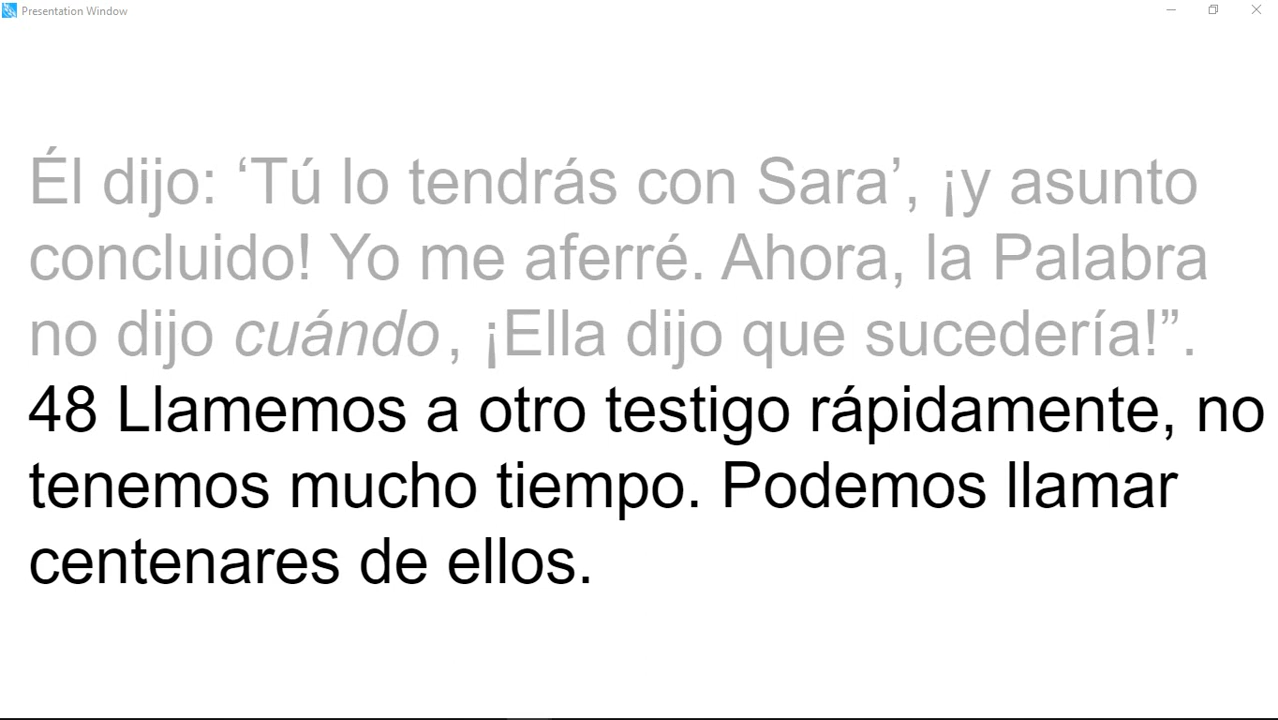 Presentation Window
Él dijo: ‘Tú lo tendrás con Sara’, ¡y asunto
concluido! Yo me aferré. Ahora, la Palabra
no dijo cuándo, ¡Ella dijo que sucedería!”.
48 Llamemos a otro testigo rápidamente, no
tenemos mucho tiempo. Podemos llamar
centenares de ellos.